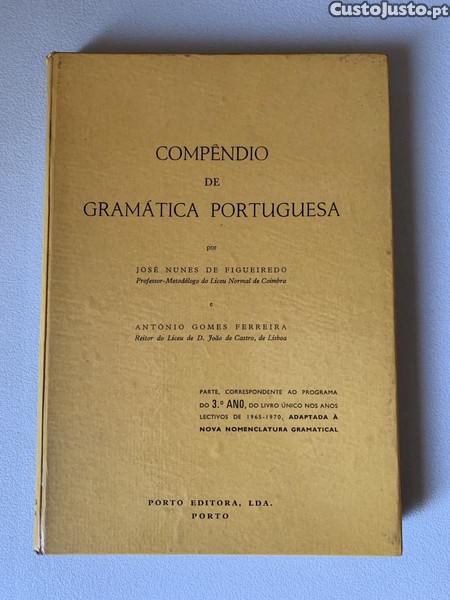 CustoJusto.pt
COMPÊNDIO
DE
GRAMÁTICA PORTUGUESA
por
JOSÉ NUNES DE FIGUEIREDO
Professor-Metodólogo do Liceu Normal de Coimbra
e
ANTÓNIO GOMES FERREIRA
Reitor do Liceu de D. João de Castro, de Lisboa
PARTE, CORRESPONDENTE AO PROGRAMA
DO 3.º ANO, DO LIVRO ÚNICO NOS ANOS
LECTIVOS DE 1965-1970, ADAPTADA À
NOVA NOMENCLATURA GRAMATICAL
PORTO EDITORA, LDA.
PORTO